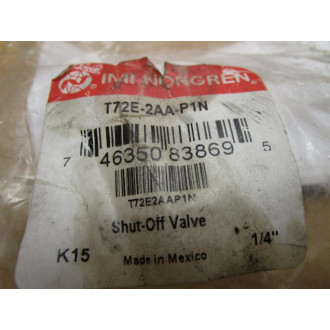 IMI NORGREN
T72E-2AA-P1N
7 46350 83869 5
T72E2AAP1N
Shut-Off Valve
1/4"
K15
Made in Mexico